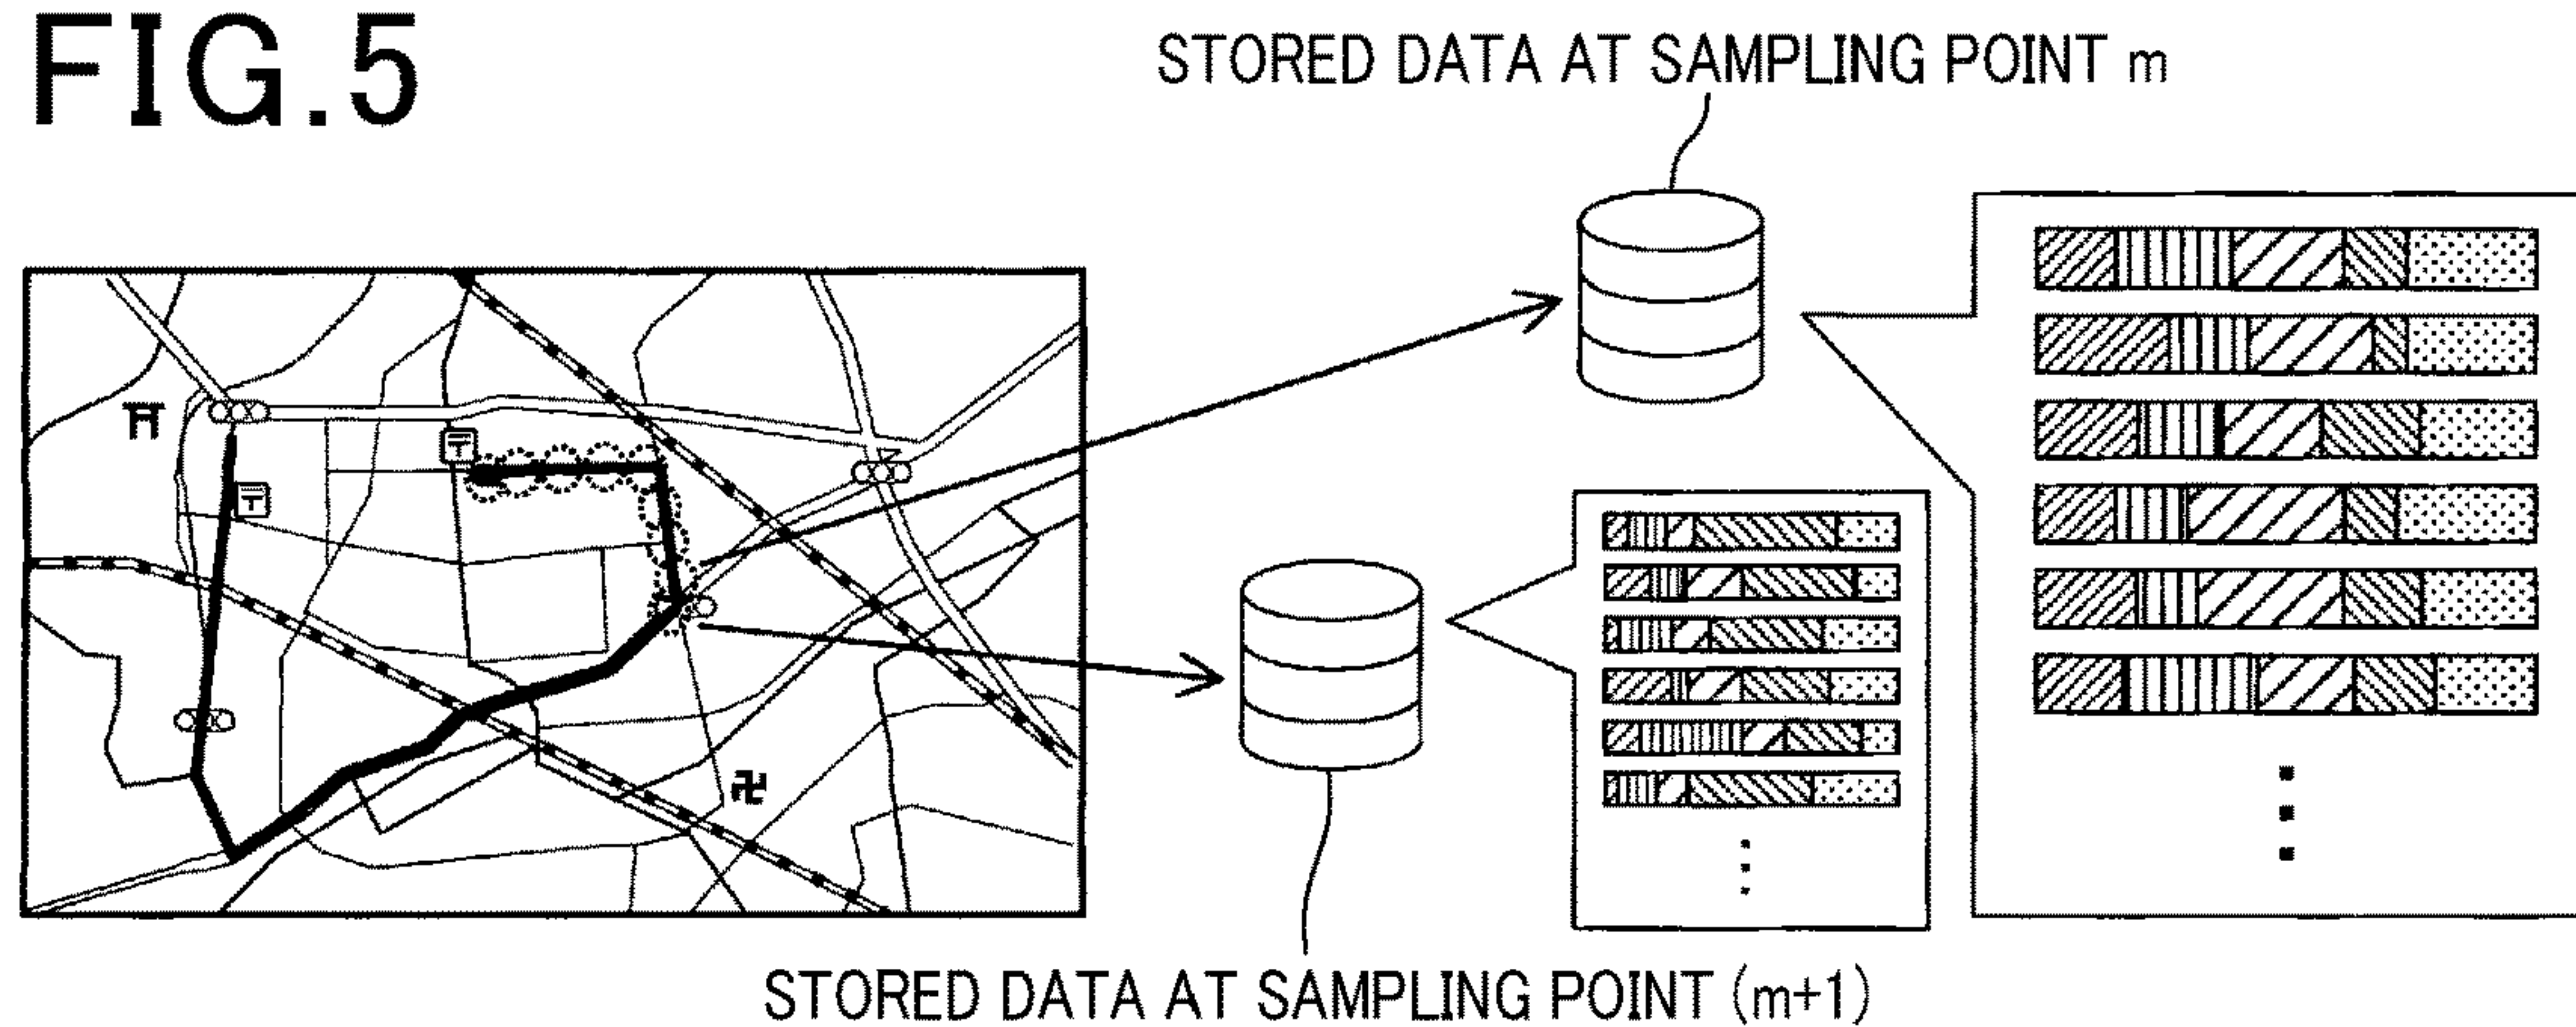 FIG.5
STORED DATA AT SAMPLING POINT m
STORED DATA AT SAMPLING POINT (m+1)